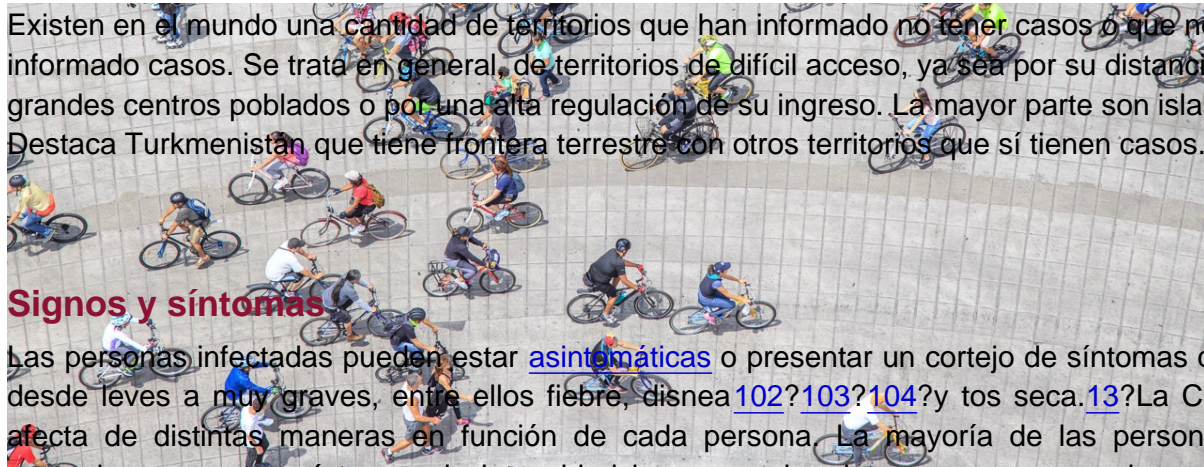 Existen en el mundo una cantidad de territorios que han informado no tener casos o que
informado casos. Se trata en general, de territorios de difícil acceso, ya sea por su
grandes centros poblados o por una alta regulación de su ingreso. La mayor parte son
Destaca Turkmenistán que tiene frontera terrestre con otros territorios que sí tienen casos.
Signos y síntomas
Las personas infectadas pueden estar asintomáticas o presentar un cortejo de síntomas
desde leves a muy graves, entre ellos fiebre, disnea102?103?104?y tos seca.13?La
afecta de distintas maneras en función de cada persona. La mayoría de las